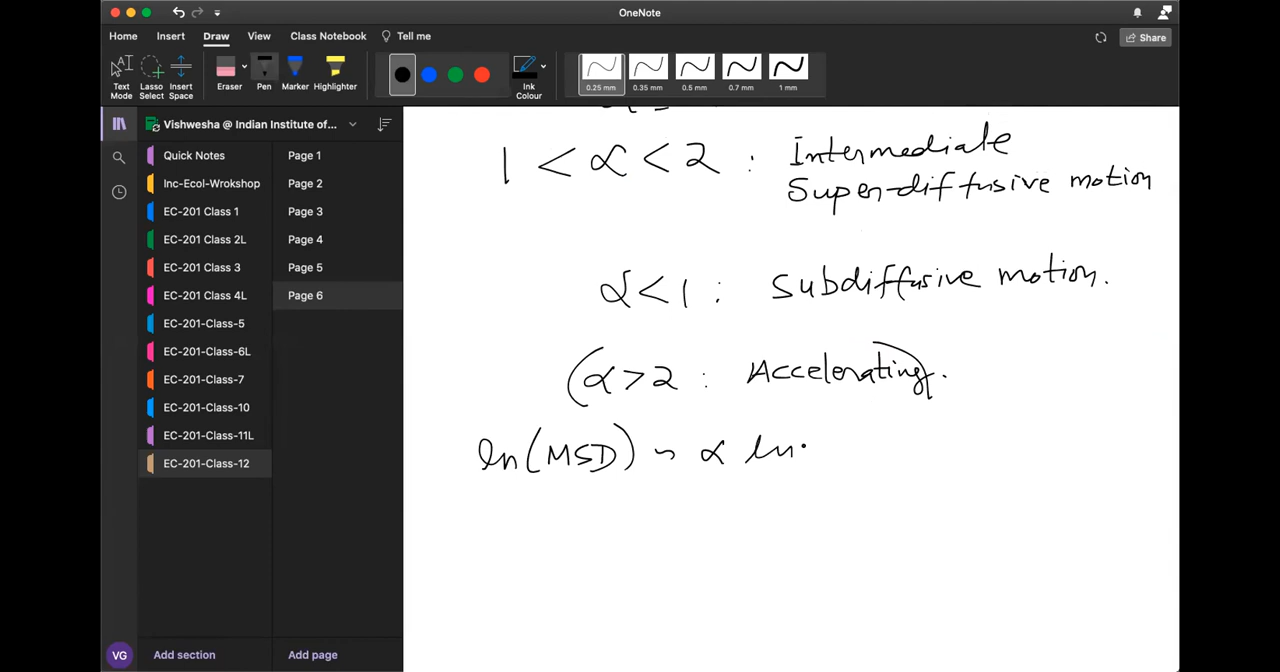 OneNote
Home Insert Draw View Class Notebook Tell me
Share
Text Mode
Lasso Select
Insert Space
Eraser
Pen
Marker
Highlighter
Ink Colour
0.25 mm
0.35 mm
0.5 mm
0.7 mm
1 mm
Vishwesha @ Indian Institute of...
Quick Notes
Inc-Ecol-Wrokshop
EC-201 Class 1
EC-201 Class 2L
EC-201 Class 3
EC-201 Class 4L
EC-201-Class-5
EC-201-Class-6L
EC-201-Class-7
EC-201-Class-10
EC-201-Class-11L
EC-201-Class-12
Page 1
Page 2
Page 3
Page 4
Page 5
Page 6
1 < α < 2 : Intermediate
Super-diffusive motion
α < 1 : Subdiffusive motion.
(α > 2 : Accelerating).
ln(MSD) ~ α ln
VG
Add section
Add page